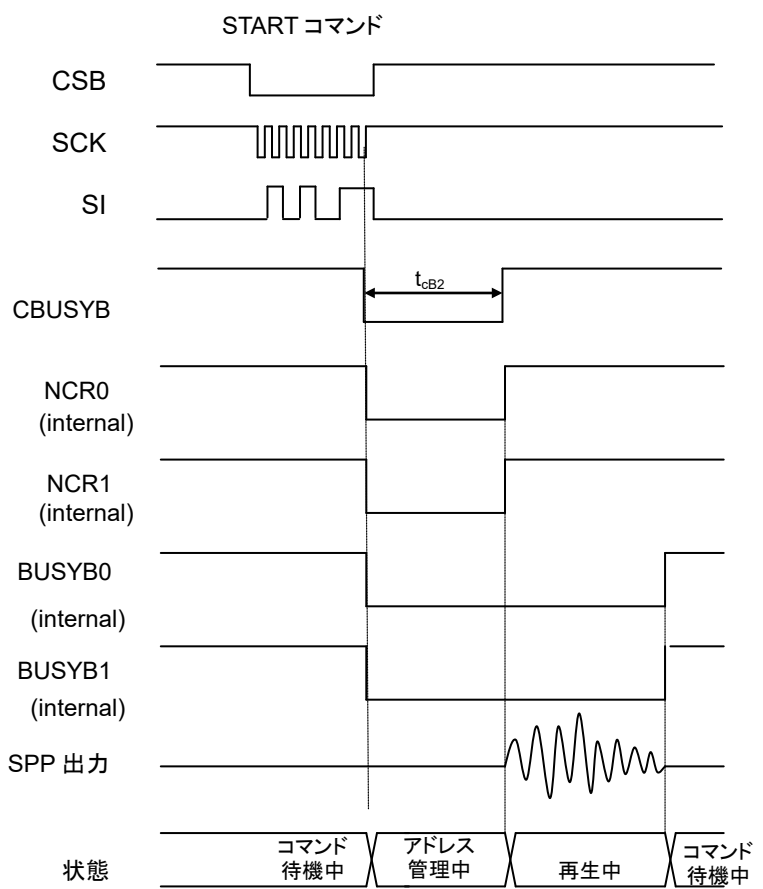 START コマンド
CSB
SCK
SI
tcB2
CBUSYB
NCR0
(internal)
NCR1
(internal)
BUSYB0
(internal)
BUSYB1
(internal)
SPP 出力
状態
コマンド
待機中
アドレス
管理中
再生中
コマンド
待機中